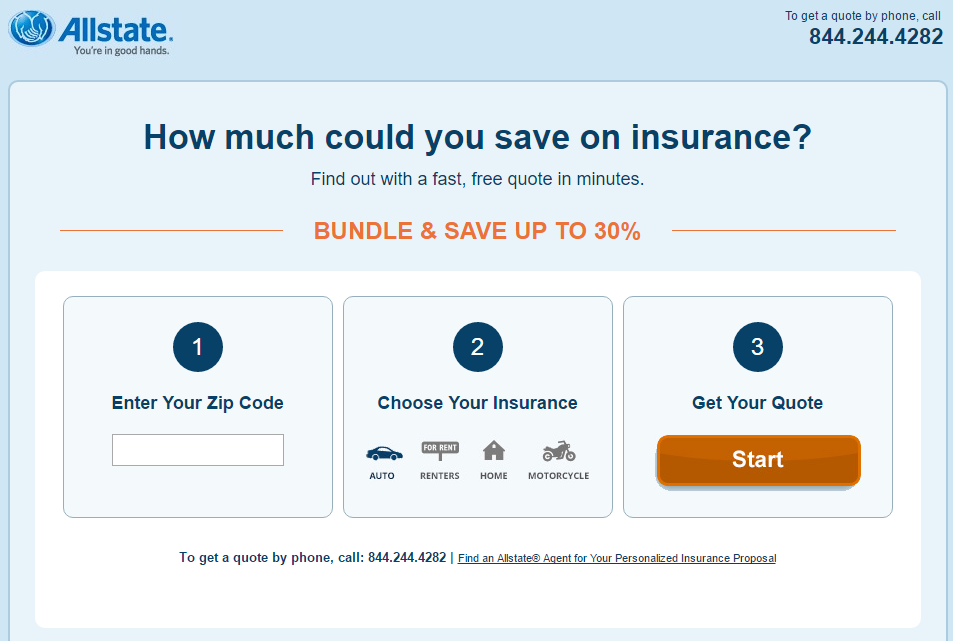 Allstate.
You're in good hands.
To get a quote by phone, call
844.244.4282
How much could you save on insurance?
Find out with a fast, free quote in minutes.
BUNDLE & SAVE UP TO 30%
1
Enter Your Zip Code
2
Choose Your Insurance
FOR RENT
AUTO RENTERS HOME MOTORCYCLE
3
Get Your Quote
Start
To get a quote by phone, call: 844.244.4282 | Find an Allstate® Agent for Your Personalized Insurance Proposal